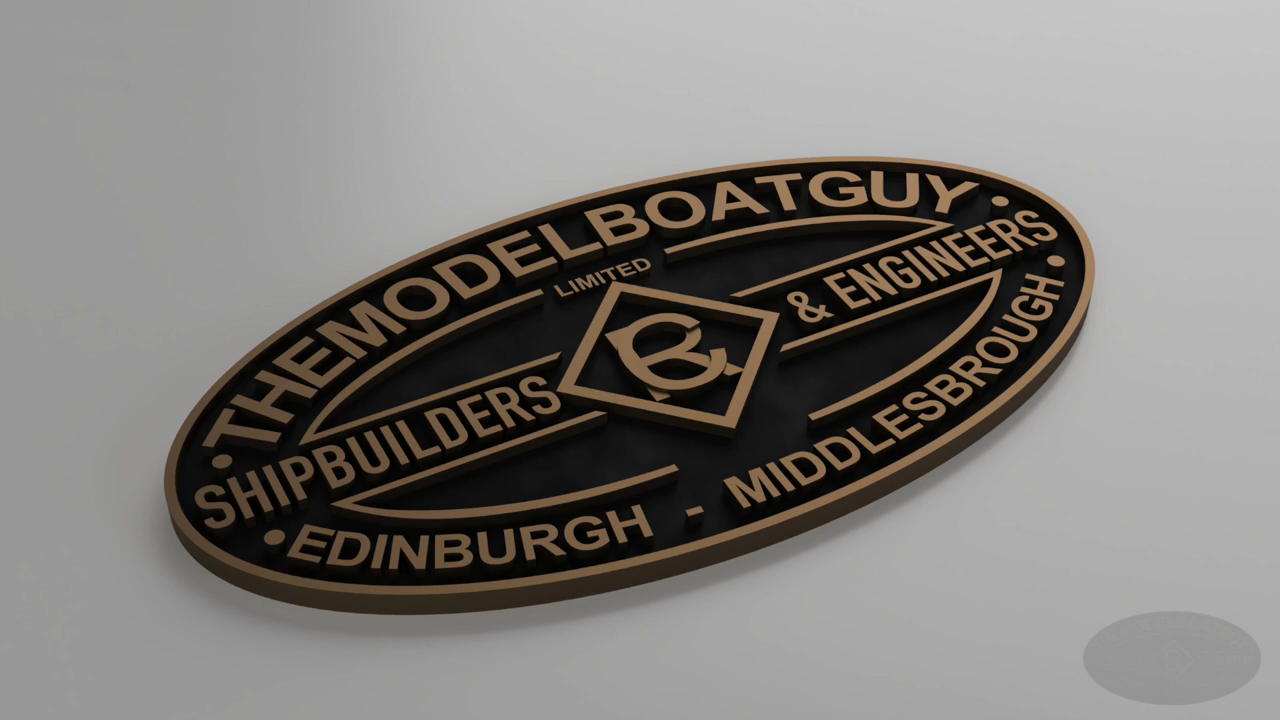 • THEMODELBOATGUY •
LIMITED
SHIPBUILDERS & ENGINEERS
• EDINBURGH - MIDDLESBROUGH •